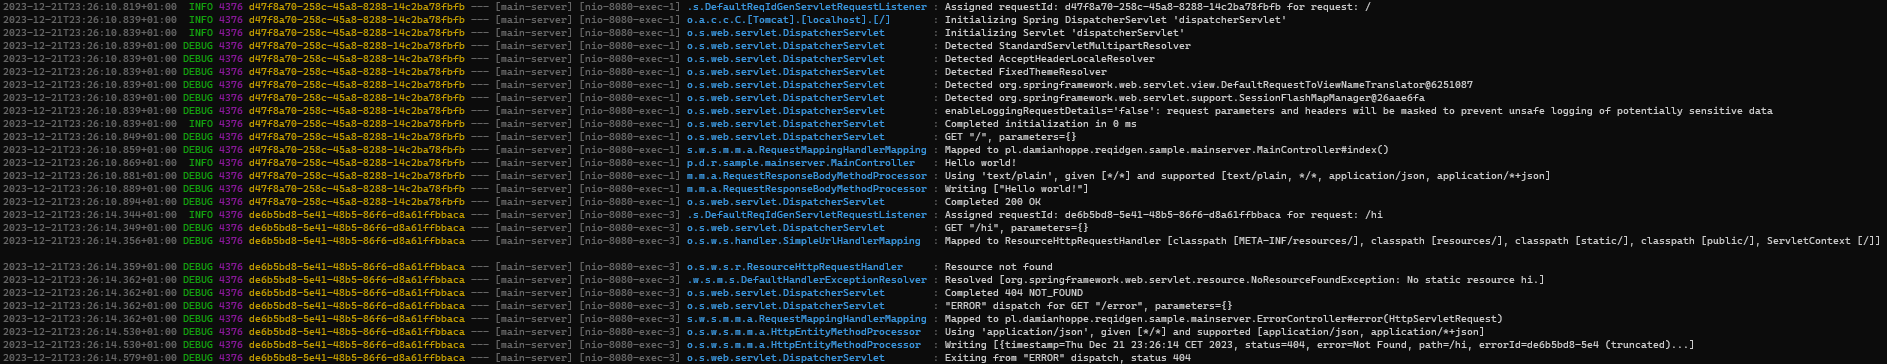 2023-12-21T23:26:10.819+01:00  INFO 4376 d47f8a70-258c-45a8-8288-14c2ba78fbfb --- [main-server] [nio-8080-exec-1] .s.DefaultReqIdGenServletRequestListener : Assigned requestId: d47f8a70-258c-45a8-8288-14c2ba78fbfb for request: /
2023-12-21T23:26:10.839+01:00  INFO 4376 d47f8a70-258c-45a8-8288-14c2ba78fbfb --- [main-server] [nio-8080-exec-1] o.a.c.c.C.[Tomcat].[localhost].[/] : Initializing Spring DispatcherServlet 'dispatcherServlet'
2023-12-21T23:26:10.839+01:00  INFO 4376 d47f8a70-258c-45a8-8288-14c2ba78fbfb --- [main-server] [nio-8080-exec-1] o.s.web.servlet.DispatcherServlet : Initializing Servlet 'dispatcherServlet'
2023-12-21T23:26:10.839+01:00 DEBUG 4376 d47f8a70-258c-45a8-8288-14c2ba78fbfb --- [main-server] [nio-8080-exec-1] o.s.web.servlet.DispatcherServlet : Detected StandardServletMultipartResolver
2023-12-21T23:26:10.839+01:00 DEBUG 4376 d47f8a70-258c-45a8-8288-14c2ba78fbfb --- [main-server] [nio-8080-exec-1] o.s.web.servlet.DispatcherServlet : Detected AcceptHeaderLocaleResolver
2023-12-21T23:26:10.839+01:00 DEBUG 4376 d47f8a70-258c-45a8-8288-14c2ba78fbfb --- [main-server] [nio-8080-exec-1] o.s.web.servlet.DispatcherServlet : Detected FixedThemeResolver
2023-12-21T23:26:10.839+01:00 DEBUG 4376 d47f8a70-258c-45a8-8288-14c2ba78fbfb --- [main-server] [nio-8080-exec-1] o.s.web.servlet.DispatcherServlet : Detected org.springframework.web.servlet.view.DefaultRequestToViewNameTranslator@6251087
2023-12-21T23:26:10.839+01:00 DEBUG 4376 d47f8a70-258c-45a8-8288-14c2ba78fbfb --- [main-server] [nio-8080-exec-1] o.s.web.servlet.DispatcherServlet : Detected org.springframework.web.servlet.support.SessionFlashMapManager@26aae6fa
2023-12-21T23:26:10.839+01:00 DEBUG 4376 d47f8a70-258c-45a8-8288-14c2ba78fbfb --- [main-server] [nio-8080-exec-1] o.s.web.servlet.DispatcherServlet : enableLoggingRequestDetails='false': request parameters and headers will be masked to prevent unsafe logging of potentially sensitive data
2023-12-21T23:26:10.839+01:00  INFO 4376 d47f8a70-258c-45a8-8288-14c2ba78fbfb --- [main-server] [nio-8080-exec-1] o.s.web.servlet.DispatcherServlet : Completed initialization in 0 ms
2023-12-21T23:26:10.849+01:00 DEBUG 4376 d47f8a70-258c-45a8-8288-14c2ba78fbfb --- [main-server] [nio-8080-exec-1] o.s.web.servlet.DispatcherServlet : GET "/", parameters={}
2023-12-21T23:26:10.859+01:00 DEBUG 4376 d47f8a70-258c-45a8-8288-14c2ba78fbfb --- [main-server] [nio-8080-exec-1] s.w.s.m.m.a.RequestMappingHandlerMapping : Mapped to pl.damianhoppe.reqidgen.sample.mainserver.MainController#index()
2023-12-21T23:26:10.869+01:00  INFO 4376 d47f8a70-258c-45a8-8288-14c2ba78fbfb --- [main-server] [nio-8080-exec-1] p.d.r.sample.mainserver.MainController : Hello world!
2023-12-21T23:26:10.881+01:00 DEBUG 4376 d47f8a70-258c-45a8-8288-14c2ba78fbfb --- [main-server] [nio-8080-exec-1] m.m.a.RequestResponseBodyMethodProcessor : Using 'text/plain', given [*/*] and supported [text/plain, */*, application/json, application/*+json]
2023-12-21T23:26:10.889+01:00 DEBUG 4376 d47f8a70-258c-45a8-8288-14c2ba78fbfb --- [main-server] [nio-8080-exec-1] m.m.a.RequestResponseBodyMethodProcessor : Writing ["Hello world!"]
2023-12-21T23:26:10.894+01:00 DEBUG 4376 d47f8a70-258c-45a8-8288-14c2ba78fbfb --- [main-server] [nio-8080-exec-1] o.s.web.servlet.DispatcherServlet : Completed 200 OK
2023-12-21T23:26:14.344+01:00  INFO 4376 de6b5bd8-5e41-48b5-86f6-d8a61ffbbaca --- [main-server] [nio-8080-exec-3] .s.DefaultReqIdGenServletRequestListener : Assigned requestId: de6b5bd8-5e41-48b5-86f6-d8a61ffbbaca for request: /hi
2023-12-21T23:26:14.349+01:00 DEBUG 4376 de6b5bd8-5e41-48b5-86f6-d8a61ffbbaca --- [main-server] [nio-8080-exec-3] o.s.web.servlet.DispatcherServlet : GET "/hi", parameters={}
2023-12-21T23:26:14.356+01:00 DEBUG 4376 de6b5bd8-5e41-48b5-86f6-d8a61ffbbaca --- [main-server] [nio-8080-exec-3] o.s.w.s.handler.SimpleUrlHandlerMapping : Mapped to ResourceHttpRequestHandler [classpath [META-INF/resources/], classpath [resources/], classpath [static/], classpath [public/], ServletContext [/]]
2023-12-21T23:26:14.359+01:00 DEBUG 4376 de6b5bd8-5e41-48b5-86f6-d8a61ffbbaca --- [main-server] [nio-8080-exec-3] o.s.w.s.r.ResourceHttpRequestHandler : Resource not found
2023-12-21T23:26:14.362+01:00 DEBUG 4376 de6b5bd8-5e41-48b5-86f6-d8a61ffbbaca --- [main-server] [nio-8080-exec-3] .w.s.m.s.DefaultHandlerExceptionResolver : Resolved [org.springframework.web.servlet.resource.NoResourceFoundException: No static resource hi.]
2023-12-21T23:26:14.362+01:00 DEBUG 4376 de6b5bd8-5e41-48b5-86f6-d8a61ffbbaca --- [main-server] [nio-8080-exec-3] o.s.web.servlet.DispatcherServlet : Completed 404 NOT_FOUND
2023-12-21T23:26:14.362+01:00 DEBUG 4376 de6b5bd8-5e41-48b5-86f6-d8a61ffbbaca --- [main-server] [nio-8080-exec-3] o.s.web.servlet.DispatcherServlet : "ERROR" dispatch for GET "/error", parameters={}
2023-12-21T23:26:14.362+01:00 DEBUG 4376 de6b5bd8-5e41-48b5-86f6-d8a61ffbbaca --- [main-server] [nio-8080-exec-3] s.w.s.m.m.a.RequestMappingHandlerMapping : Mapped to pl.damianhoppe.reqidgen.sample.mainserver.ErrorController#error(HttpServletRequest)
2023-12-21T23:26:14.530+01:00 DEBUG 4376 de6b5bd8-5e41-48b5-86f6-d8a61ffbbaca --- [main-server] [nio-8080-exec-3] o.s.w.s.m.m.a.HttpEntityMethodProcessor : Using 'application/json', given [*/*] and supported [application/json, application/*+json]
2023-12-21T23:26:14.530+01:00 DEBUG 4376 de6b5bd8-5e41-48b5-86f6-d8a61ffbbaca --- [main-server] [nio-8080-exec-3] o.s.w.s.m.m.a.HttpEntityMethodProcessor : Writing [{timestamp=Thu Dec 21 23:26:14 CET 2023, status=404, error=Not Found, path=/hi, errorId=de6b5bd8-5e4 (truncated)...]
2023-12-21T23:26:14.579+01:00 DEBUG 4376 de6b5bd8-5e41-48b5-86f6-d8a61ffbbaca --- [main-server] [nio-8080-exec-3] o.s.web.servlet.DispatcherServlet : Exiting from "ERROR" dispatch, status 404